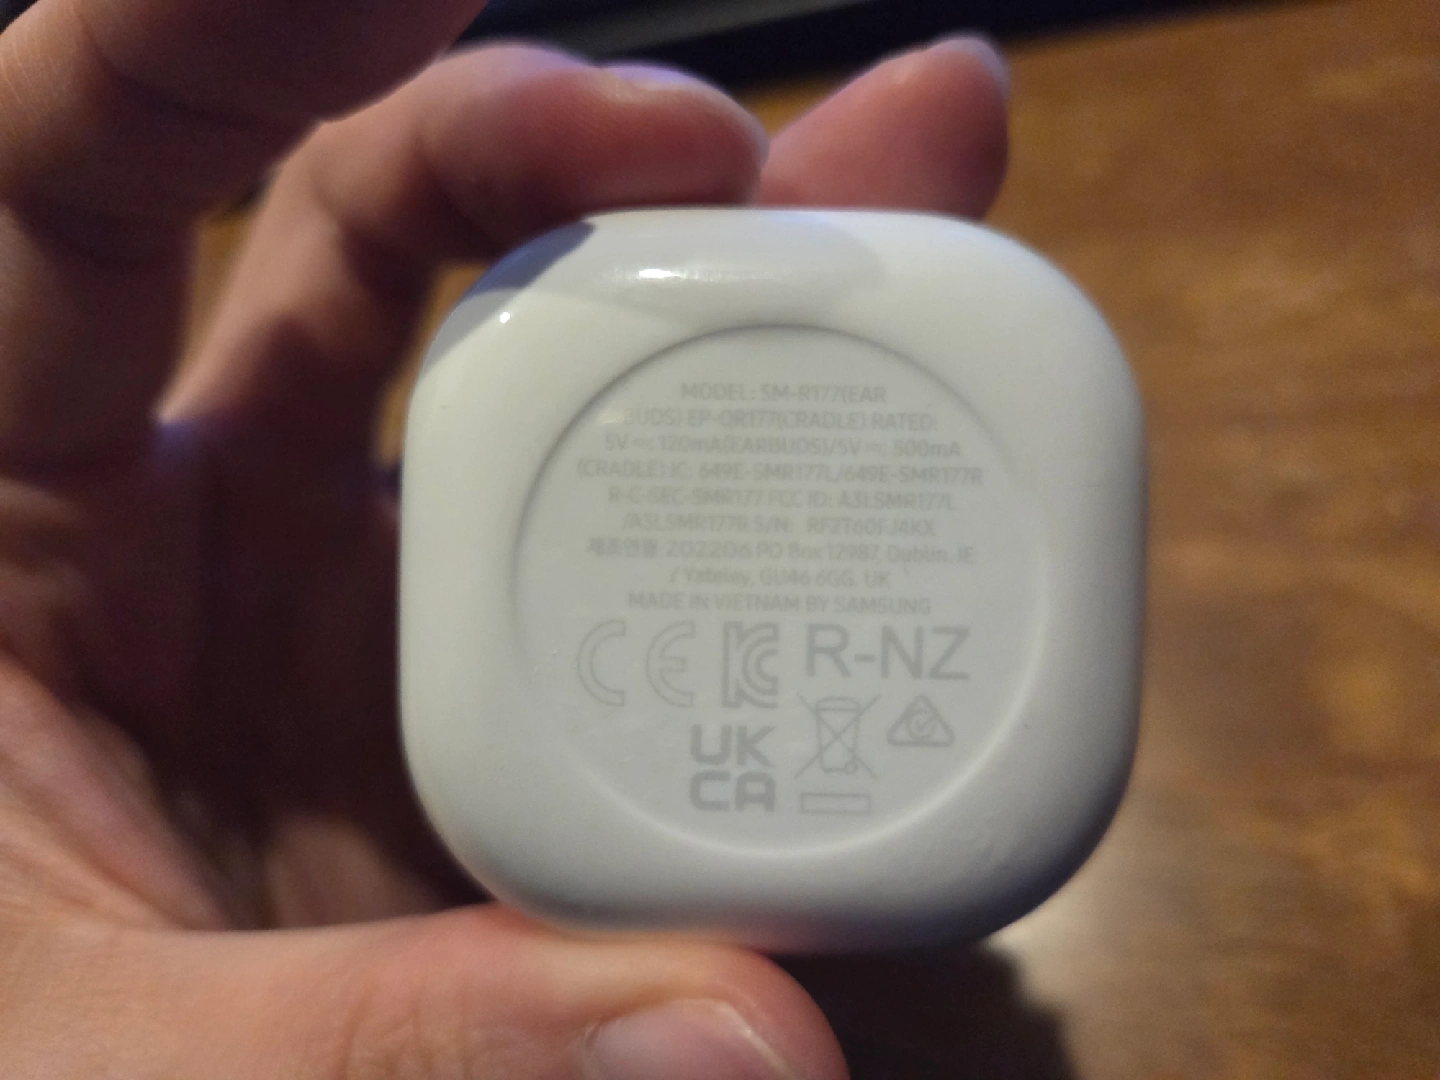 MODEL: SM-R177(EAR
BUDS) EP-QR177(CRADLE) RATED:
5V ⎓; 120mA(EARBUDS)/5V ⎓; 500mA
(CRADLE) IC: 649E-SMR177L/649E-SMR177R
R-C-SEC-SMR177 FCC ID: A3LSMR177L
/A3LSMR177R S/N: RF2T60FJ4KX
제조연월: 202206 PO Box 12987, Dublin. IE
/ Yateley, GU46 6GG. UK
MADE IN VIETNAM BY SAMSUNG
CE KC R-NZ
UK
CA